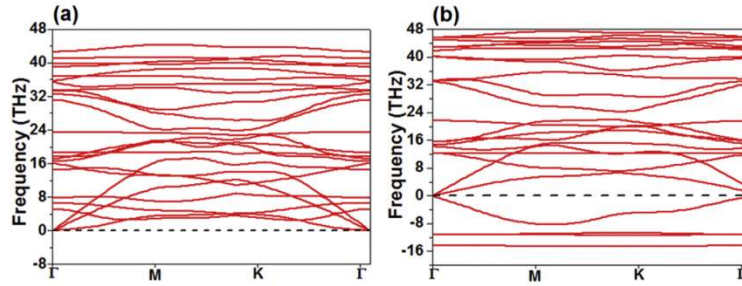 (a)
48
40
32
24
16
8
0
-8
Frequency (THz)
Γ
M
K
Γ
(b)
48
40
32
24
16
8
0
-8
-16
Frequency (THz)
Γ
M
K